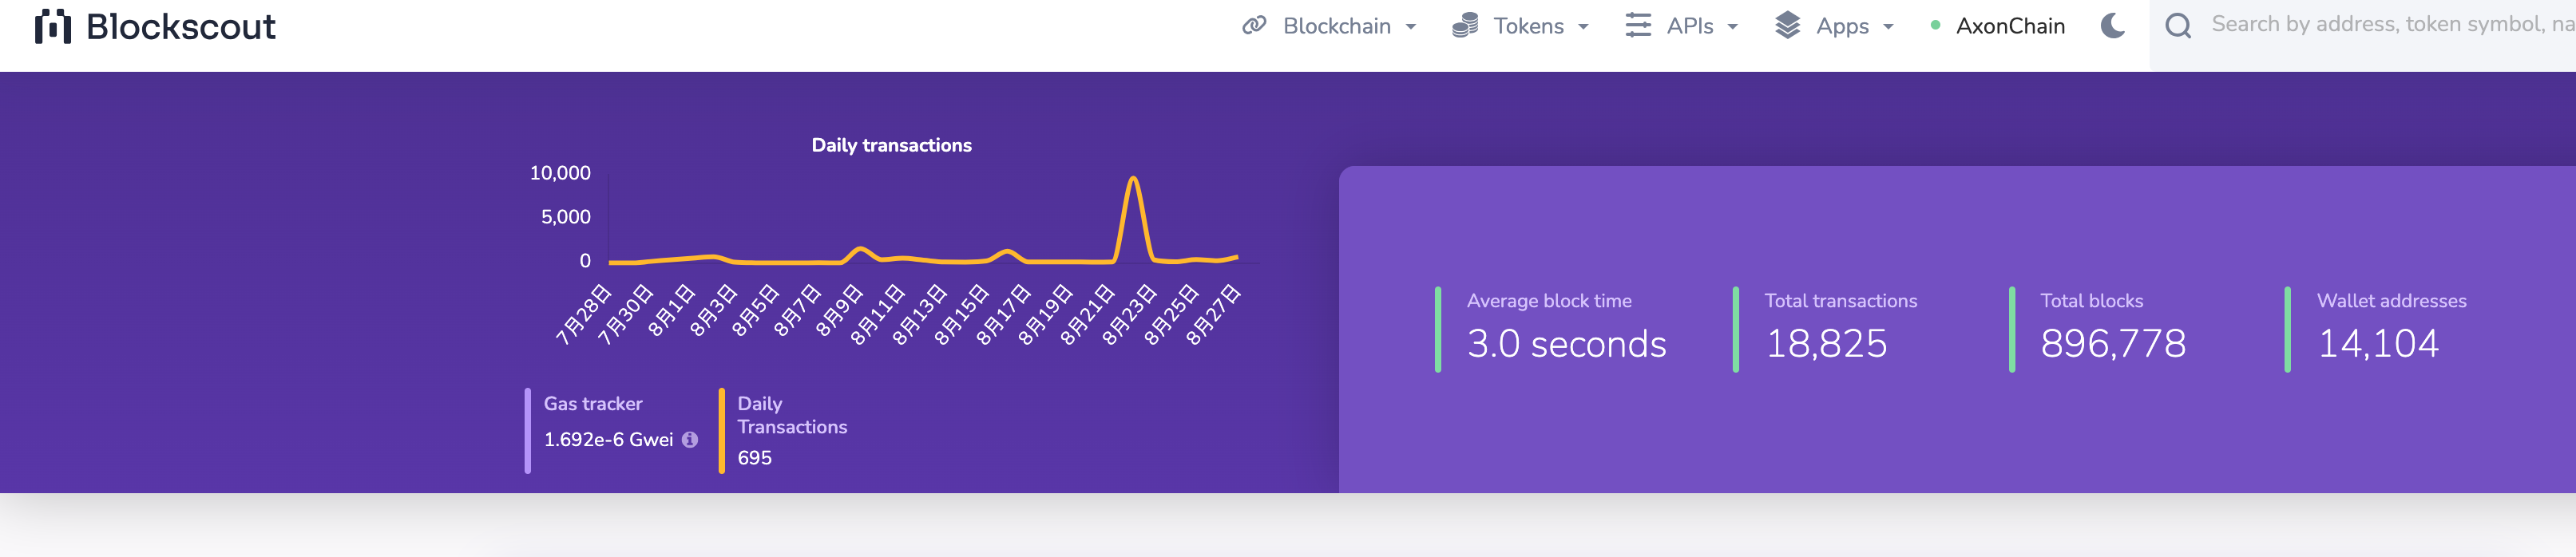 Blockscout
Blockchain
Tokens
APIs
Apps
AxonChain
Search by address, token symbol, na
Daily transactions
10,000
5,000
0
7月28日
7月30日
8月1日
8月3日
8月5日
8月7日
8月9日
8月11日
8月13日
8月15日
8月17日
8月19日
8月21日
8月23日
8月25日
8月27日
Gas tracker
1.692e-6 Gwei
Daily
Transactions
695
Average block time
3.0 seconds
Total transactions
18,825
Total blocks
896,778
Wallet addresses
14,104